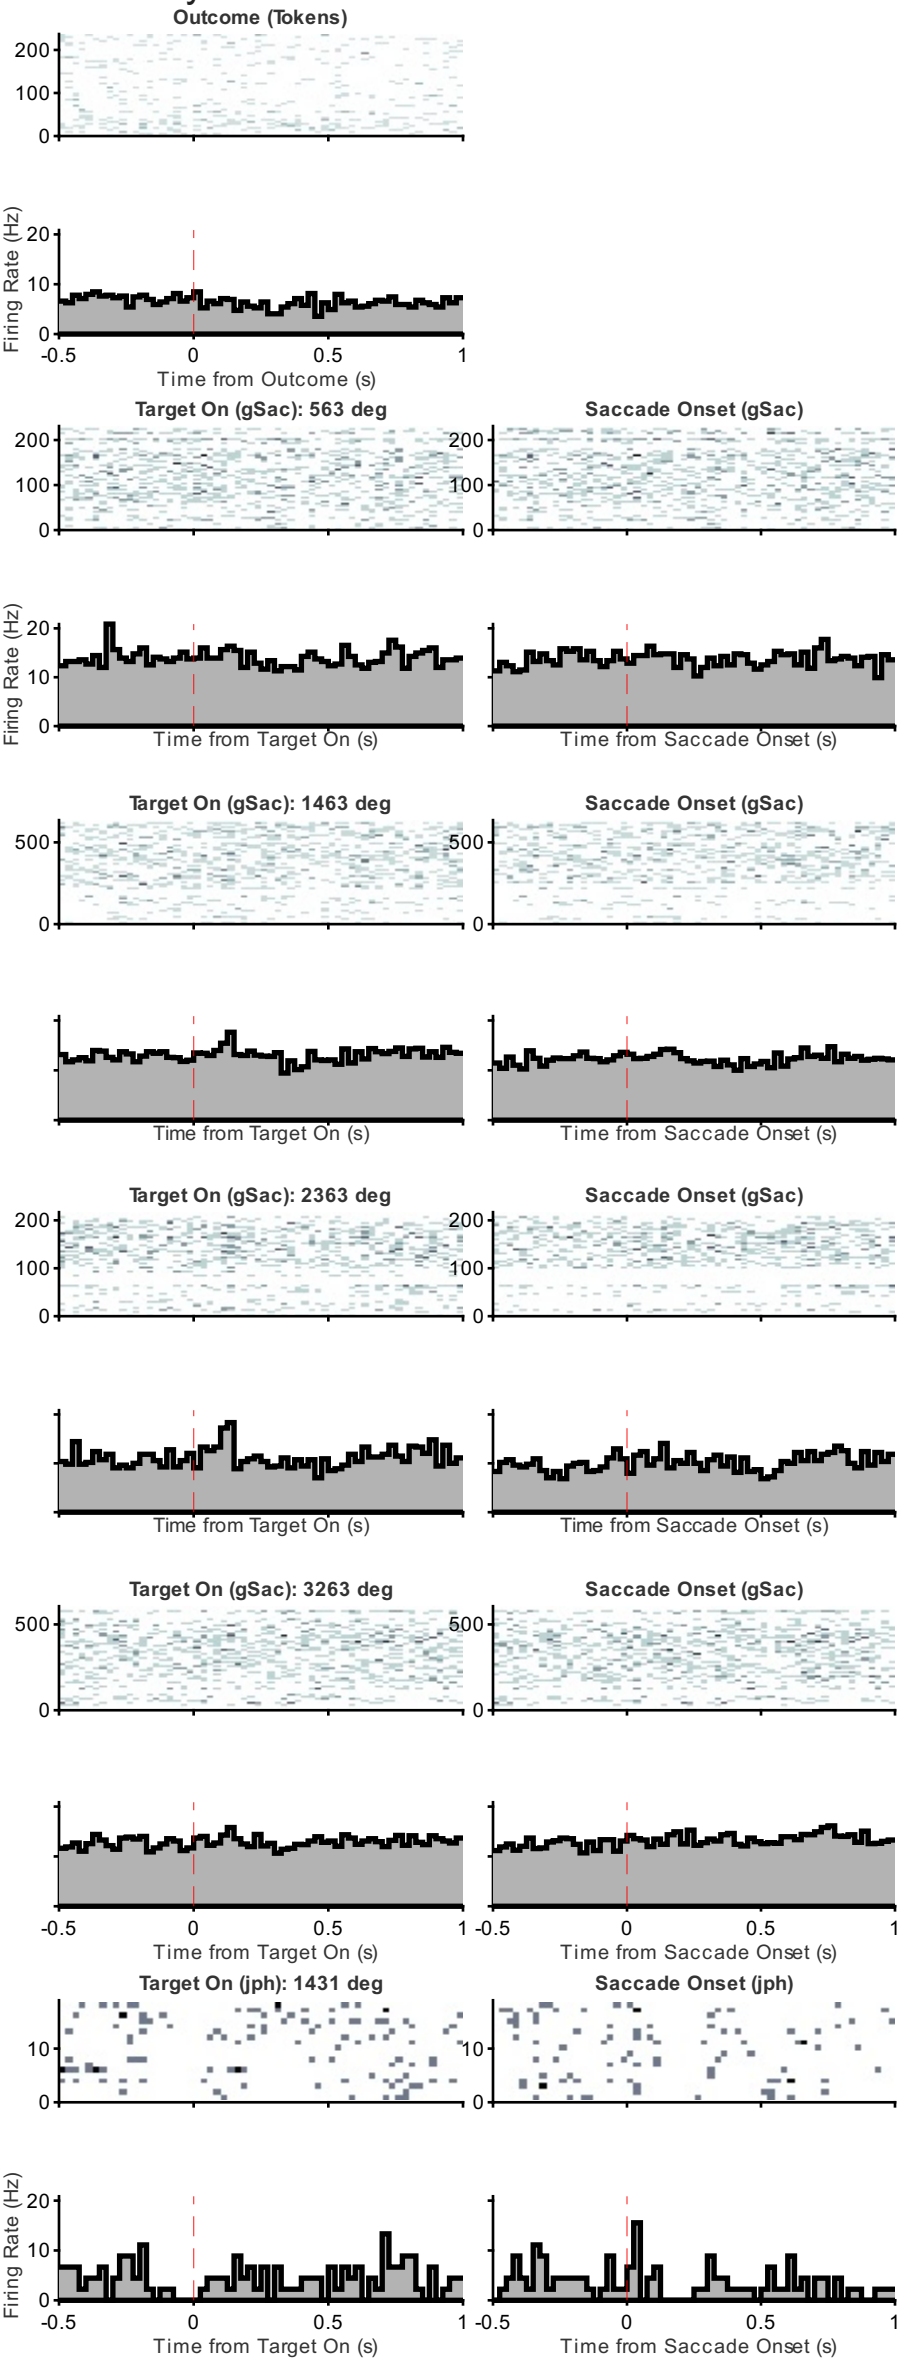 Outcome (Tokens)
200
100
0
Firing Rate (Hz)
20
10
0
-0.5 0 0.5 1
Time from Outcome (s)
Target On (gSac): 563 deg Saccade Onset (gSac)
200 200
100 100
0 0
Firing Rate (Hz)
20
10
0
Time from Target On (s) Time from Saccade Onset (s)
Target On (gSac): 1463 deg Saccade Onset (gSac)
500 500
0 0
Time from Target On (s) Time from Saccade Onset (s)
Target On (gSac): 2363 deg Saccade Onset (gSac)
200 200
100 100
0 0
Time from Target On (s) Time from Saccade Onset (s)
Target On (gSac): 3263 deg Saccade Onset (gSac)
500 500
0 0
-0.5 0 0.5 1 -0.5 0 0.5 1
Time from Target On (s) Time from Saccade Onset (s)
Target On (jph): 1431 deg Saccade Onset (jph)
10 10
0 0
Firing Rate (Hz)
20
10
0
-0.5 0 0.5 1 -0.5 0 0.5 1
Time from Target On (s) Time from Saccade Onset (s)